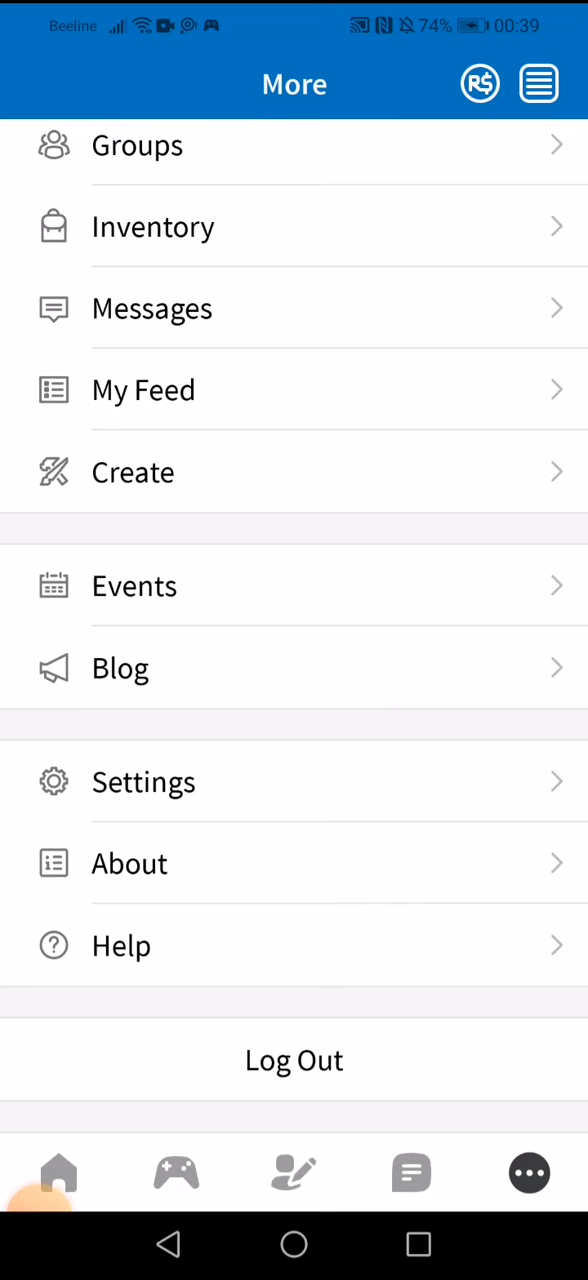 Beeline 74% 00:39
More R$
Groups
Inventory
Messages
My Feed
Create
Events
Blog
Settings
About
Help
Log Out